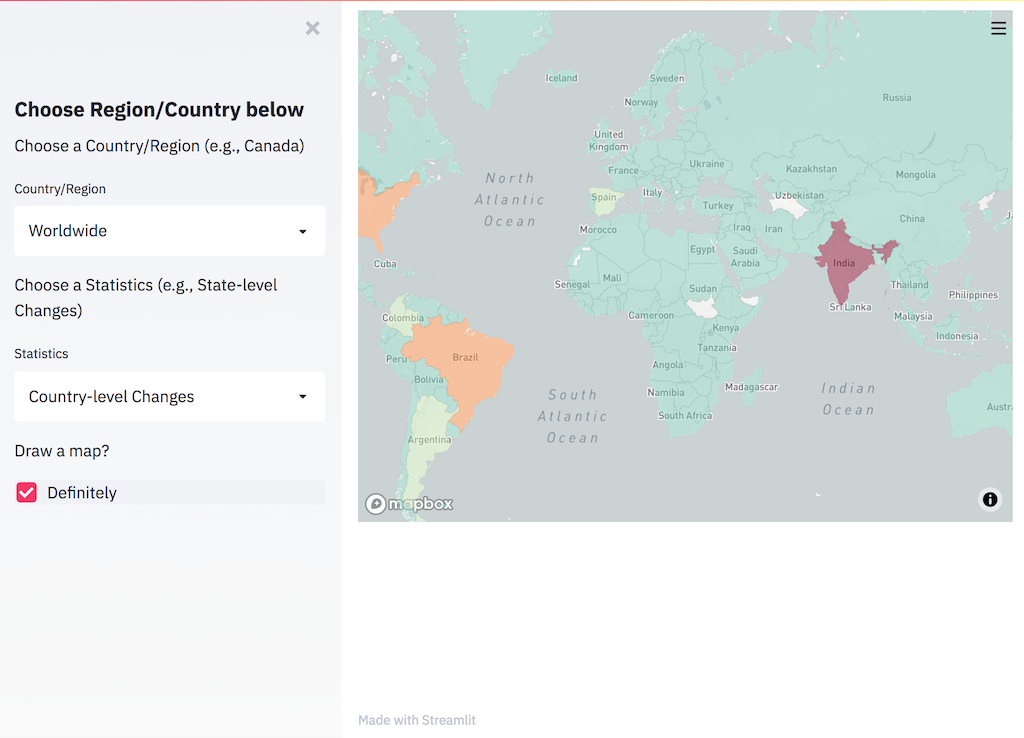 Choose Region/Country below
Choose a Country/Region (e.g., Canada)
Country/Region
Worldwide
Choose a Statistics (e.g., State-level
Changes)
Statistics
Country-level Changes
Draw a map?
Definitely
Iceland
Sweden
Norway
Russia
United
Kingdom
France
Ukraine
Kazakhstan
Mongolia
North
Atlantic
Ocean
Spain
Italy
Uzbekistan
Turkey
China
Morocco
Iraq
Iran
Cuba
Egypt
Saudi
Arabia
India
Senegal
Mali
Sudan
Thailand
Philippines
Sri Lanka
Colombia
Cameroon
Kenya
Malaysia
Indonesia
Peru
Brazil
Tanzania
Bolivia
Angola
Namibia
Madagascar
South
Atlantic
Ocean
Indian
Ocean
South Africa
Austr
Argentina
mapbox
Made with Streamlit